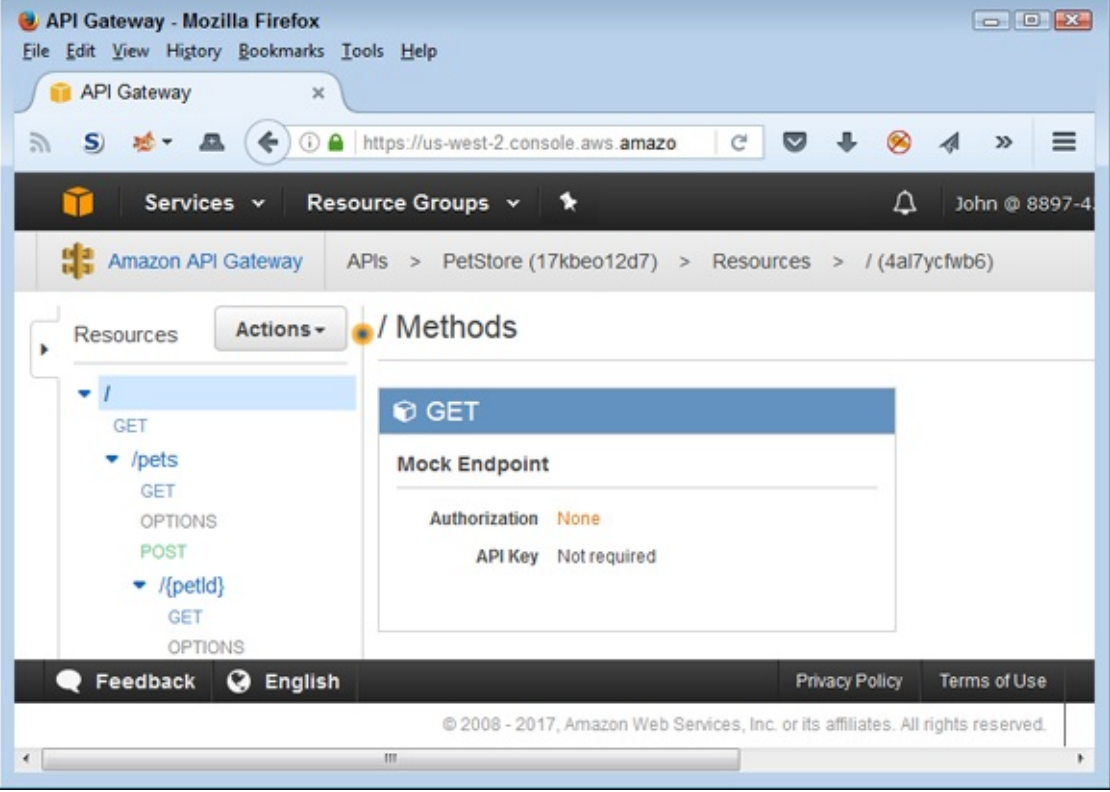 API Gateway - Mozilla Firefox
File Edit View History Bookmarks Tools Help
API Gateway
https://us-west-2.console.aws.amazo
Services Resource Groups John @ 8897-4
Amazon API Gateway APIs > PetStore (17kbeo12d7) > Resources > / (4al7ycfwb6)
Resources Actions / Methods
/
GET
GET
/pets
Mock Endpoint
GET
Authorization None
OPTIONS
POST
API Key Not required
/{petId}
GET
OPTIONS
Feedback English Privacy Policy Terms of Use
© 2008 - 2017, Amazon Web Services, Inc. or its affiliates. All rights reserved.